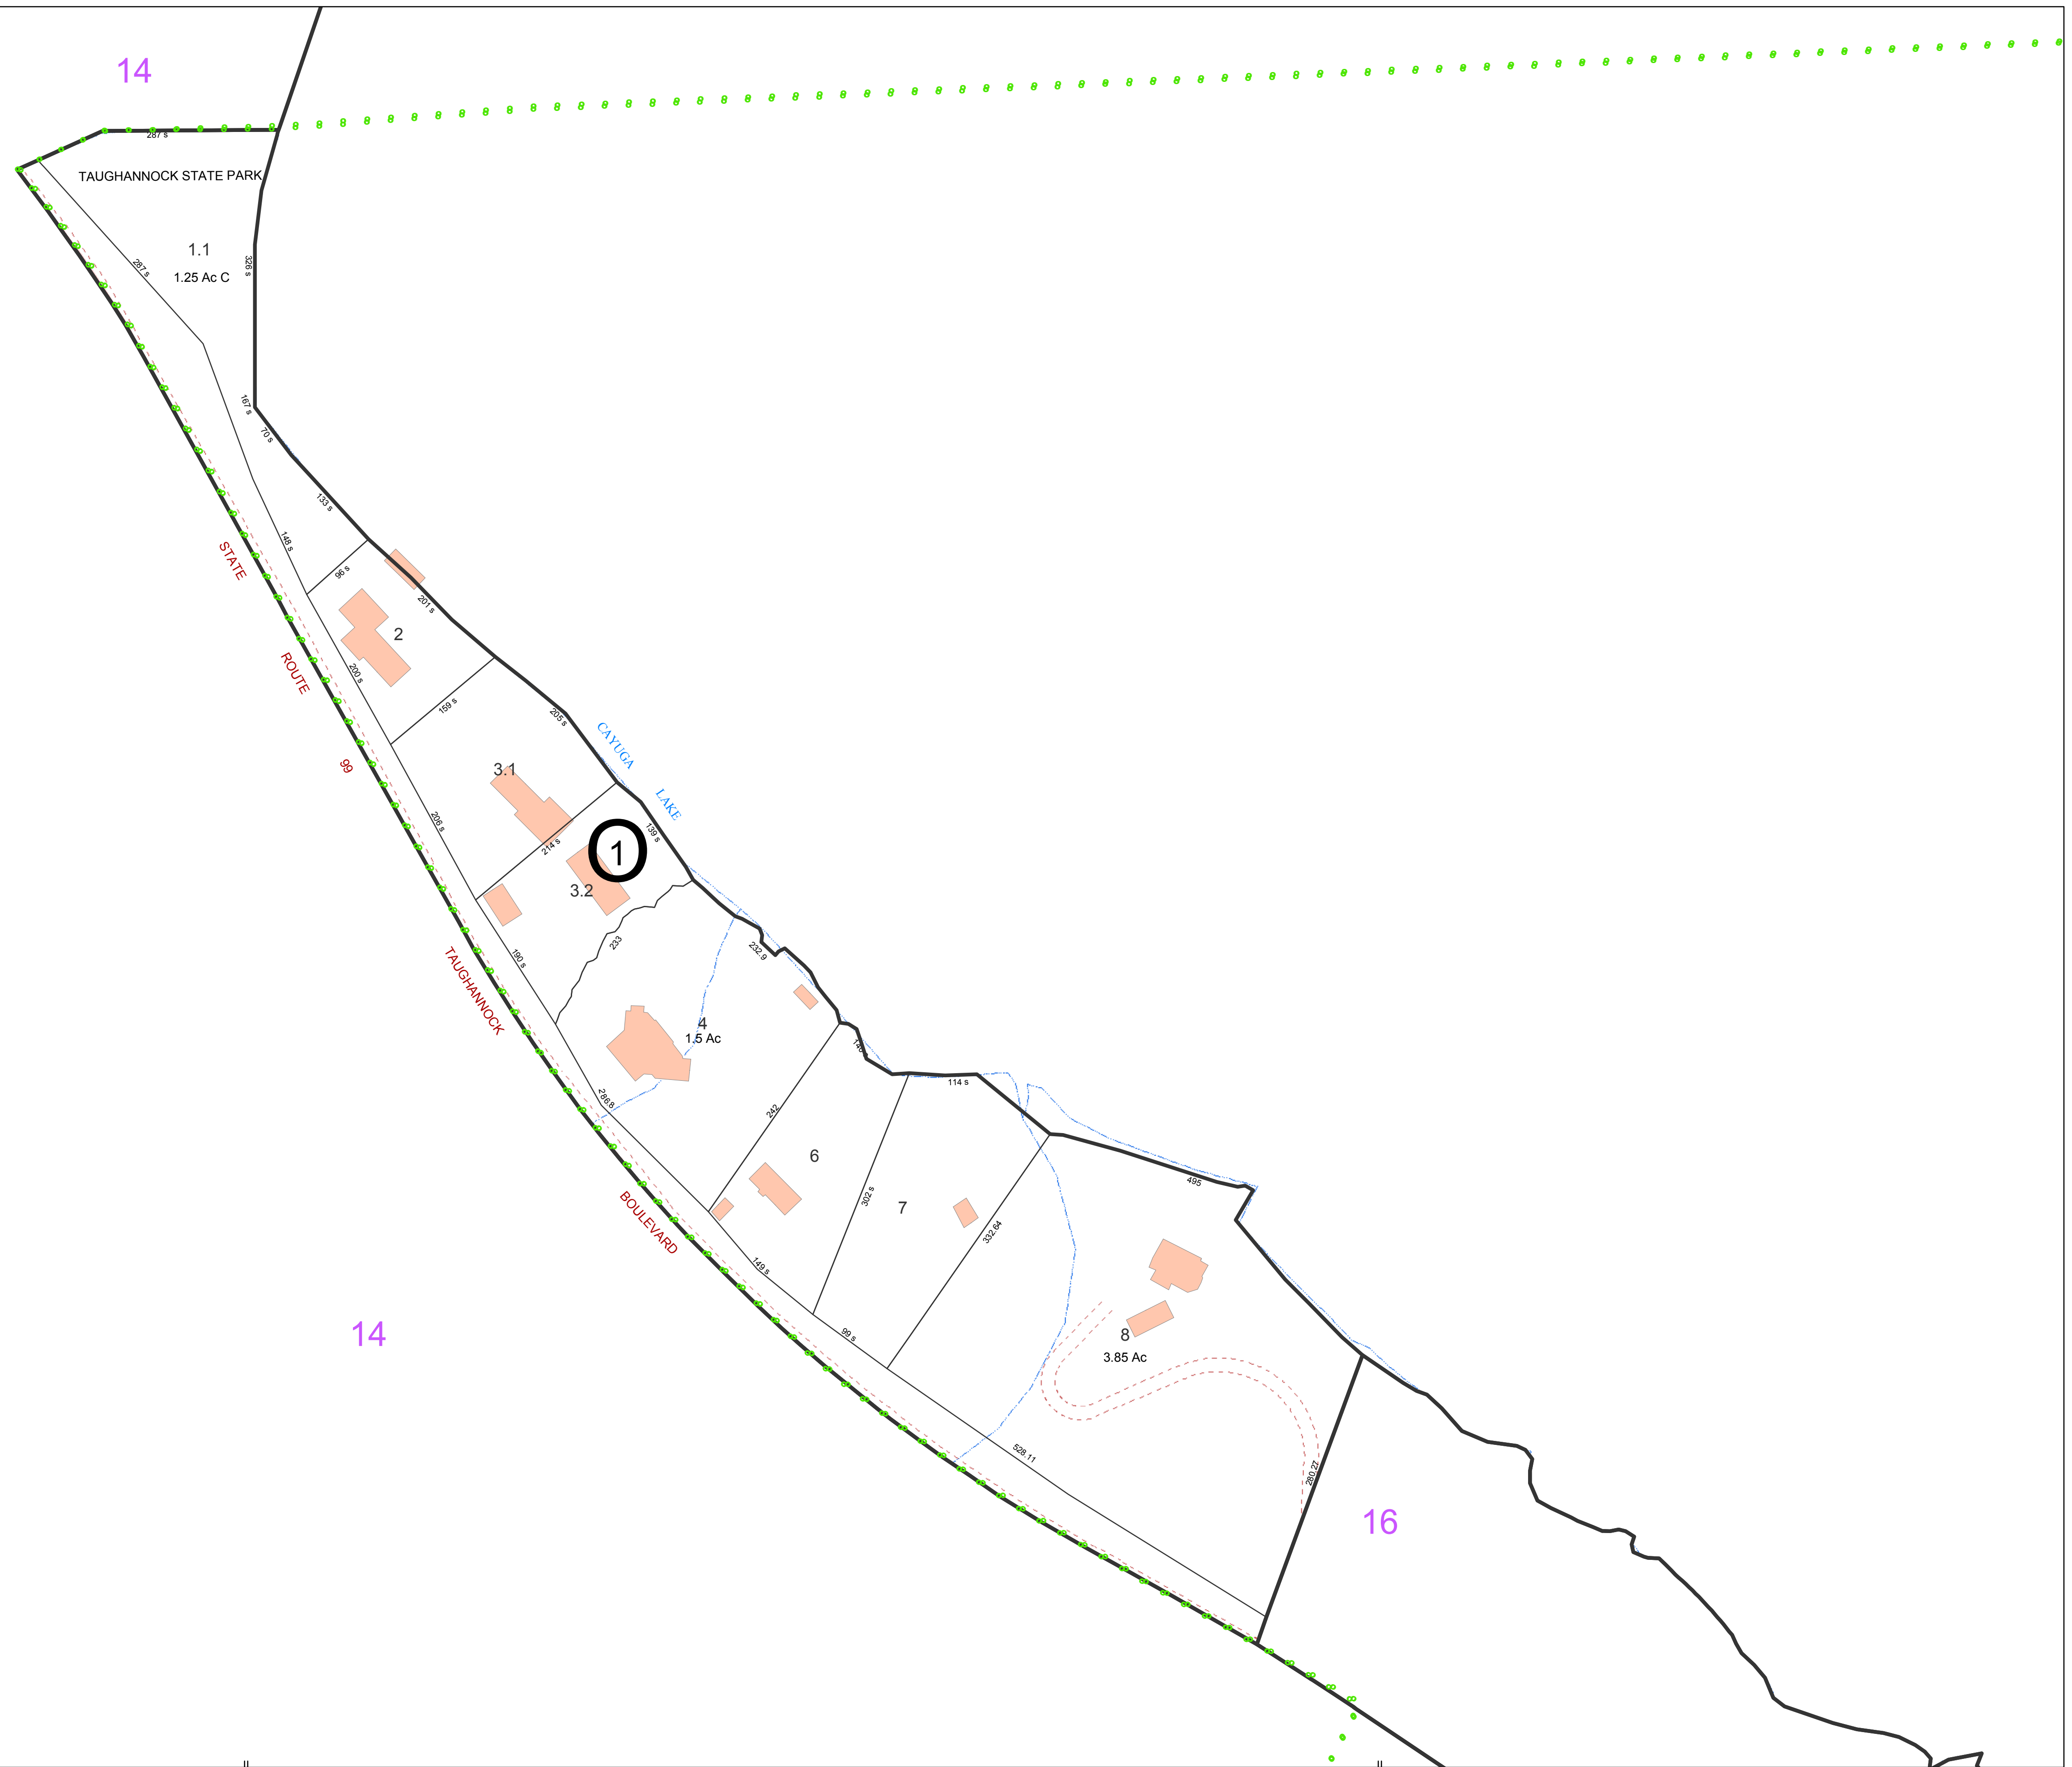 14
287 s
TAUGHANNOCK STATE PARK
1.1
287 s
326 s
1.25 Ac C
167 s
70 s
133 s
148 s
STATE
96 s
201 s
2
ROUTE
200 s
159 s
205 s
CAYUGA
99
3.1
LAKE
206 s
139 s
214 s
1
3.2
233
232.9
190 s
TAUGHANNOCK
4
1.5 Ac
114 s
286.8
242
6
495
302 s
7
332.64
BOULEVARD
149 s
99 s
14
8
3.85 Ac
528.11
280.27
16